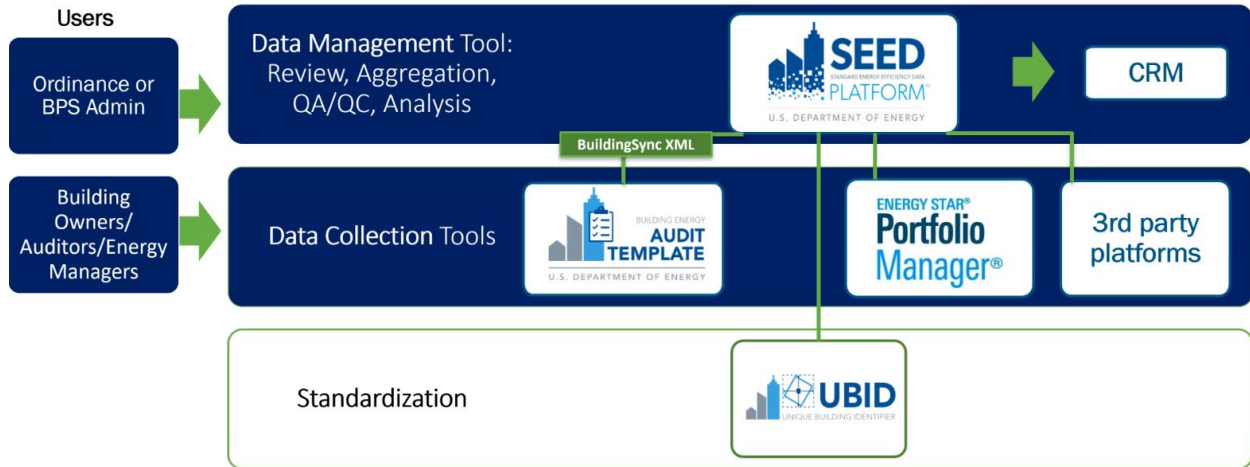 Users
Ordinance or
BPS Admin
Data Management Tool:
Review, Aggregation,
QA/QC, Analysis
SEED
STANDARD ENERGY EFFICIENCY DATA
PLATFORM™
U.S. DEPARTMENT OF ENERGY
CRM
BuildingSync XML
Building
Owners/
Auditors/Energy
Managers
Data Collection Tools
BUILDING ENERGY
AUDIT
TEMPLATE
U.S. DEPARTMENT OF ENERGY
ENERGY STAR®
Portfolio
Manager®
3rd party
platforms
Standardization
UBID
UNIQUE BUILDING IDENTIFIER